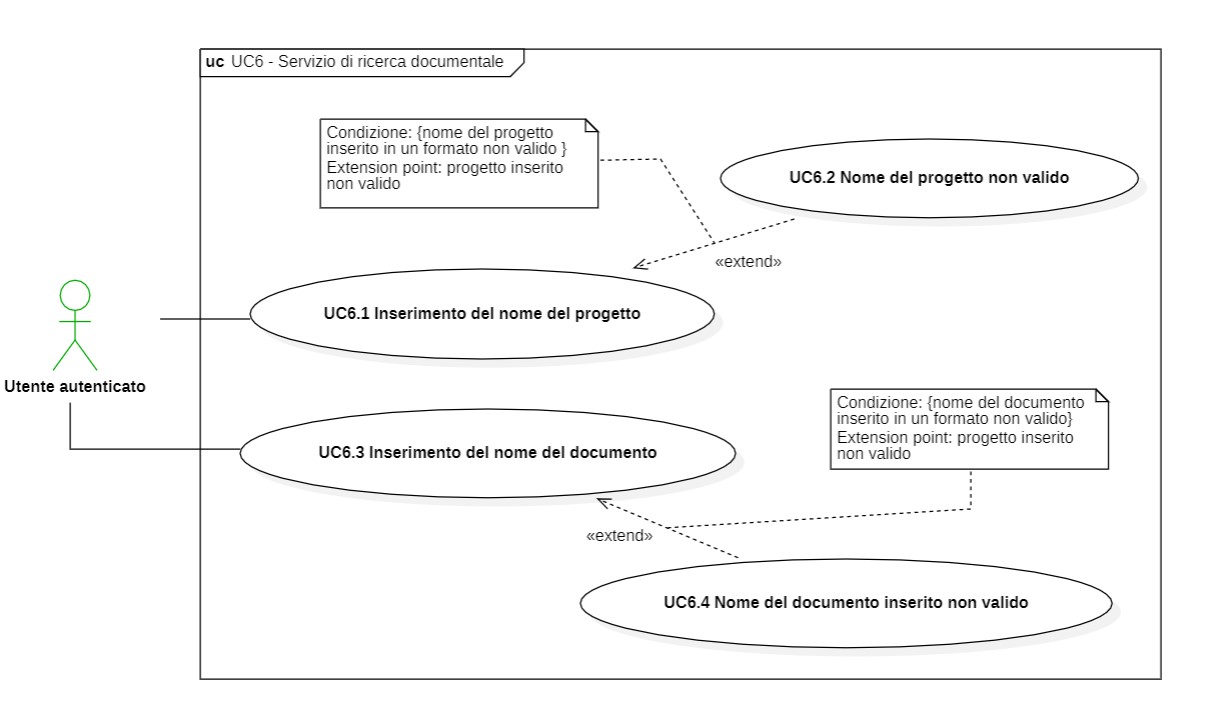 uc UC6 - Servizio di ricerca documentale
Condizione: {nome del progetto
inserito in un formato non valido }
Extension point: progetto inserito
non valido
UC6.2 Nome del progetto non valido
«extend»
UC6.1 Inserimento del nome del progetto
Utente autenticato
Condizione: {nome del documento
inserito in un formato non valido}
Extension point: progetto inserito
non valido
UC6.3 Inserimento del nome del documento
«extend»
UC6.4 Nome del documento inserito non valido